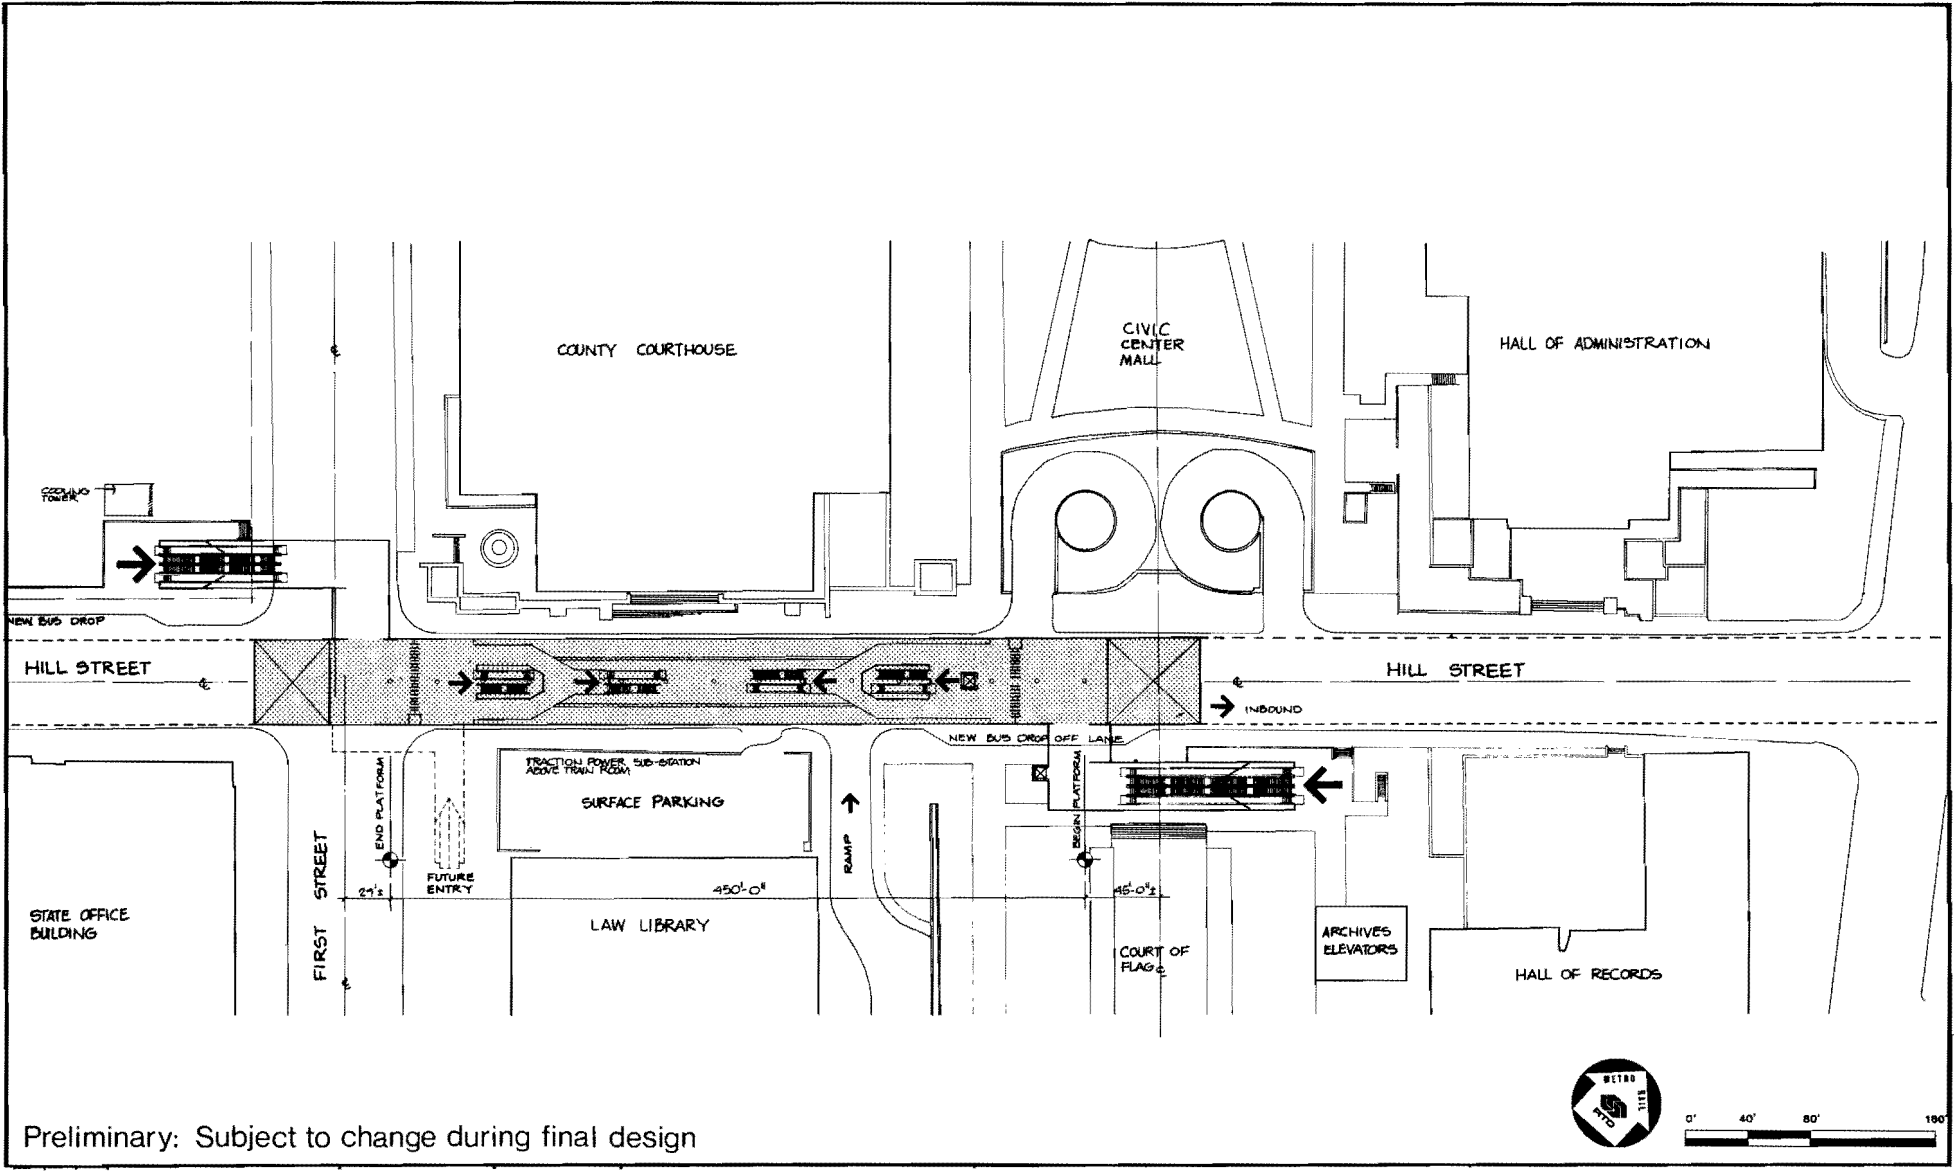 COUNTY COURTHOUSE
CIVIC
CENTER
MALL
HALL OF ADMINISTRATION
COOLING
TOWER
NEW BUS DROP
HILL STREET
HILL STREET
INBOUND
NEW BUS DROP OFF LANE
TRACTION POWER SUB-STATION
ABOVE TRAIN ROOM
SURFACE PARKING
END PLATFORM
BEGIN PLATFORM
RAMP
FIRST STREET
FUTURE
ENTRY
450'-0"
45'-0"±
STATE OFFICE
BUILDING
LAW LIBRARY
COURT OF
FLAG
ARCHIVES
ELEVATORS
HALL OF RECORDS
METRO
RAIL
RTD
0' 40' 80' 160'
Preliminary: Subject to change during final design